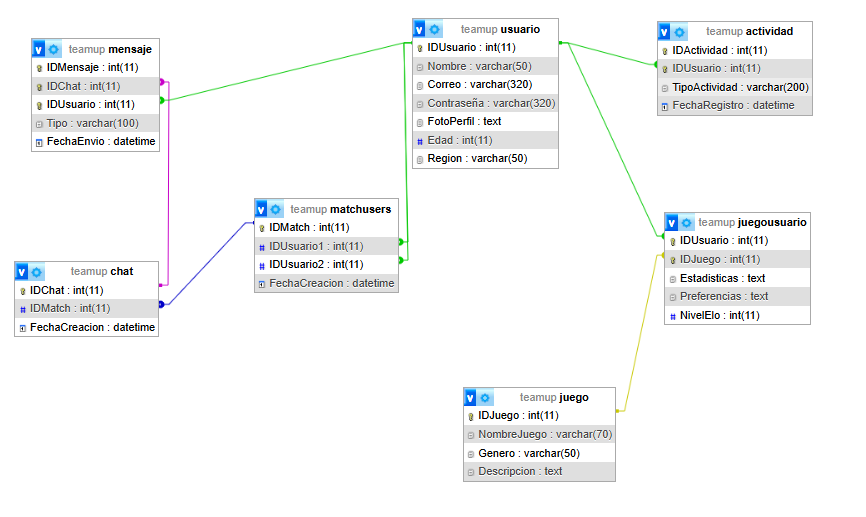 teamup mensaje
IDMensaje : int(11)
IDChat : int(11)
IDUsuario : int(11)
Tipo : varchar(100)
FechaEnvio : datetime
teamup usuario
IDUsuario : int(11)
Nombre : varchar(50)
Correo : varchar(320)
Contraseña : varchar(320)
FotoPerfil : text
Edad : int(11)
Region : varchar(50)
teamup actividad
IDActividad : int(11)
IDUsuario : int(11)
TipoActividad : varchar(200)
FechaRegistro : datetime
teamup matchusers
IDMatch : int(11)
IDUsuario1 : int(11)
IDUsuario2 : int(11)
FechaCreacion : datetime
teamup juegousuario
IDUsuario : int(11)
IDJuego : int(11)
Estadisticas : text
Preferencias : text
NivelElo : int(11)
teamup chat
IDChat : int(11)
IDMatch : int(11)
FechaCreacion : datetime
teamup juego
IDJuego : int(11)
NombreJuego : varchar(70)
Genero : varchar(50)
Descripcion : text